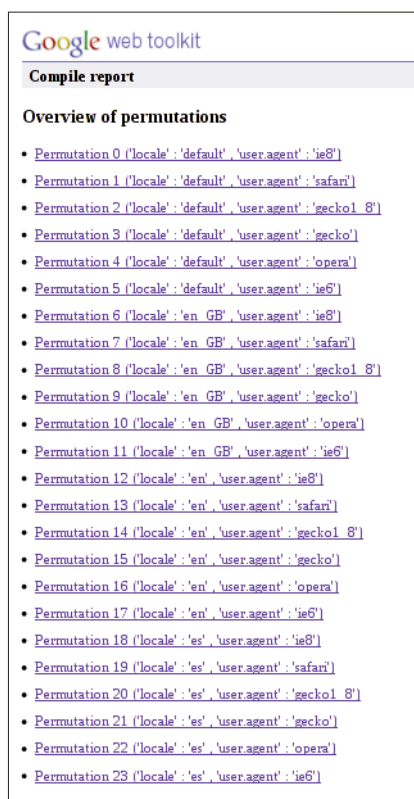 Google web toolkit
Compile report
Overview of permutations
• Permutation 0 ('locale' : 'default' , 'user.agent' : 'ie8')
• Permutation 1 ('locale' : 'default' , 'user.agent' : 'safari')
• Permutation 2 ('locale' : 'default' , 'user.agent' : 'gecko1_8')
• Permutation 3 ('locale' : 'default' , 'user.agent' : 'gecko')
• Permutation 4 ('locale' : 'default' , 'user.agent' : 'opera')
• Permutation 5 ('locale' : 'default' , 'user.agent' : 'ie6')
• Permutation 6 ('locale' : 'en_GB' , 'user.agent' : 'ie8')
• Permutation 7 ('locale' : 'en_GB' , 'user.agent' : 'safari')
• Permutation 8 ('locale' : 'en_GB' , 'user.agent' : 'gecko1_8')
• Permutation 9 ('locale' : 'en_GB' , 'user.agent' : 'gecko')
• Permutation 10 ('locale' : 'en_GB' , 'user.agent' : 'opera')
• Permutation 11 ('locale' : 'en_GB' , 'user.agent' : 'ie6')
• Permutation 12 ('locale' : 'en' , 'user.agent' : 'ie8')
• Permutation 13 ('locale' : 'en' , 'user.agent' : 'safari')
• Permutation 14 ('locale' : 'en' , 'user.agent' : 'gecko1_8')
• Permutation 15 ('locale' : 'en' , 'user.agent' : 'gecko')
• Permutation 16 ('locale' : 'en' , 'user.agent' : 'opera')
• Permutation 17 ('locale' : 'en' , 'user.agent' : 'ie6')
• Permutation 18 ('locale' : 'es' , 'user.agent' : 'ie8')
• Permutation 19 ('locale' : 'es' , 'user.agent' : 'safari')
• Permutation 20 ('locale' : 'es' , 'user.agent' : 'gecko1_8')
• Permutation 21 ('locale' : 'es' , 'user.agent' : 'gecko')
• Permutation 22 ('locale' : 'es' , 'user.agent' : 'opera')
• Permutation 23 ('locale' : 'es' , 'user.agent' : 'ie6')